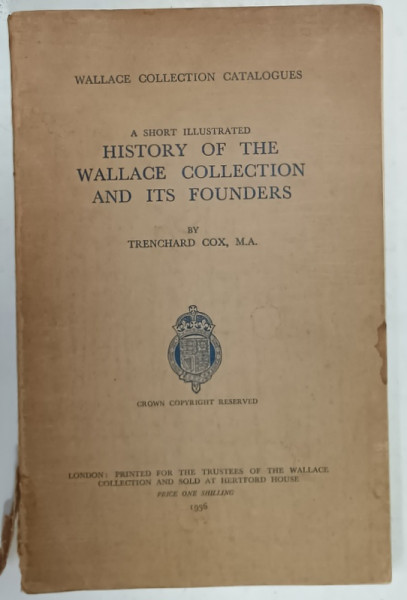 WALLACE COLLECTION CATALOGUES
A SHORT ILLUSTRATED
HISTORY OF THE
WALLACE COLLECTION
AND ITS FOUNDERS
BY
TRENCHARD COX, M.A.
CROWN COPYRIGHT RESERVED
LONDON: PRINTED FOR THE TRUSTEES OF THE WALLACE
COLLECTION AND SOLD AT HERTFORD HOUSE
PRICE ONE SHILLING
1936